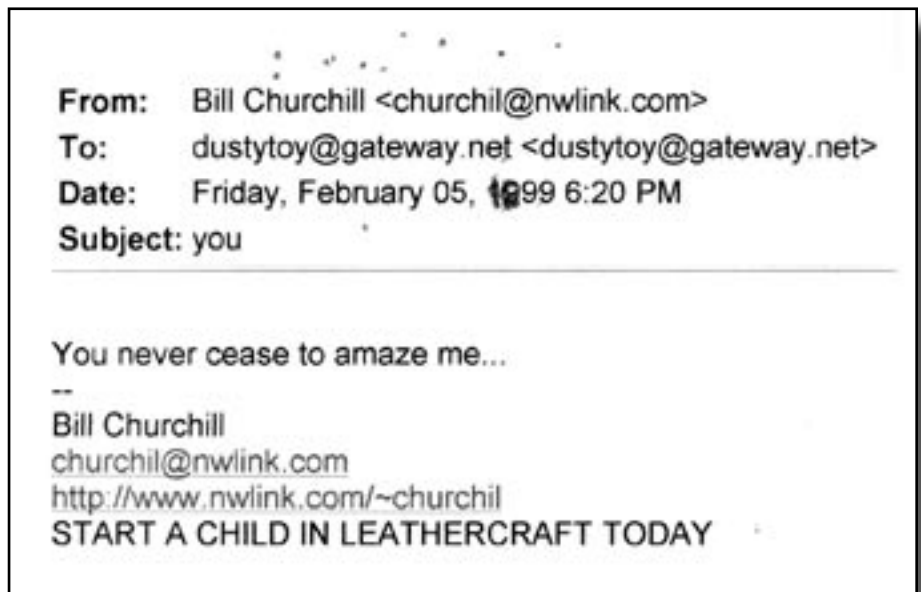 From: Bill Churchill <churchil@nwlink.com>
To: dustytoy@gateway.net <dustytoy@gateway.net>
Date: Friday, February 05, 1999 6:20 PM
Subject: you
You never cease to amaze me...
--
Bill Churchill
churchil@nwlink.com
http://www.nwlink.com/~churchil
START A CHILD IN LEATHERCRAFT TODAY